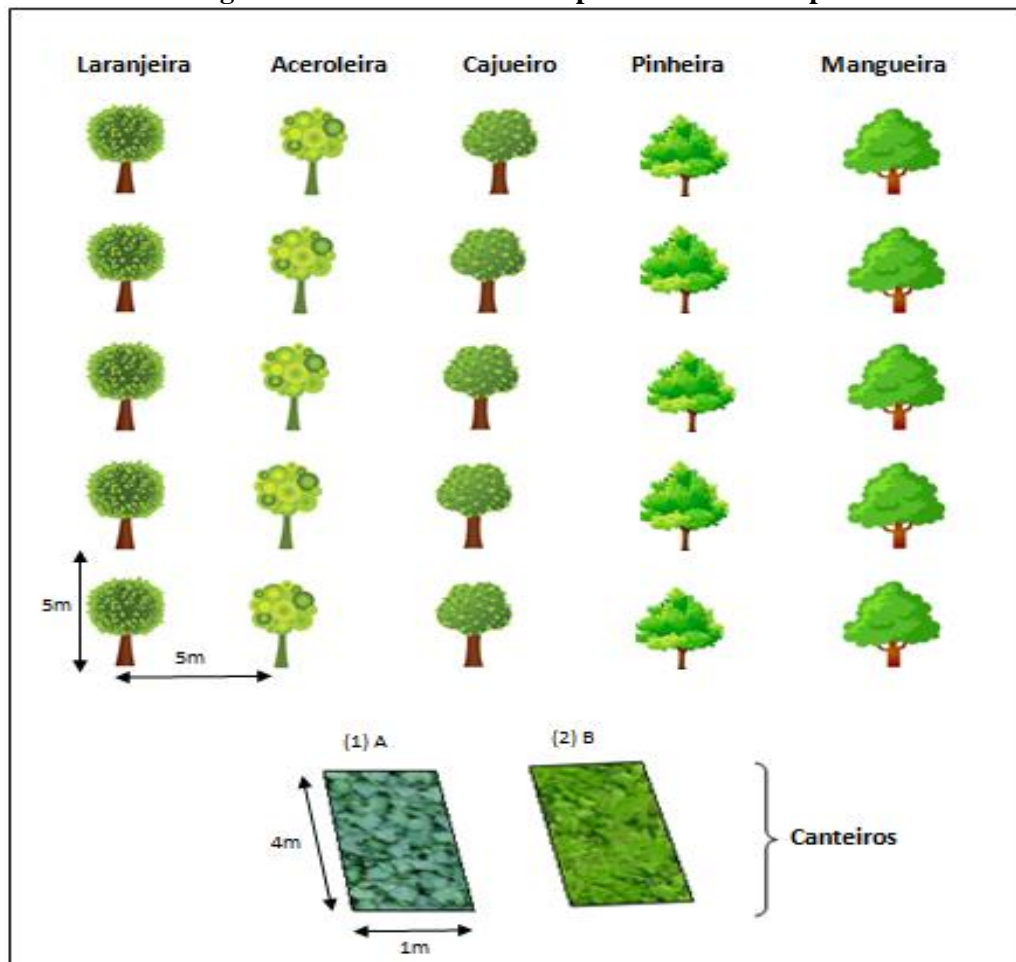 Laranjeira Aceroleira Cajueiro Pinheira Mangueira
5m
5m
(1) A (2) B
4m
Canteiros
1m